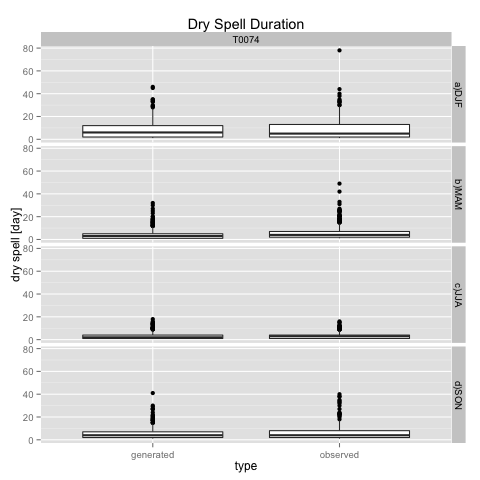 Dry Spell Duration
T0074
dry spell [day]
80
60
40
20
0
a)DJF
80
60
40
20
0
b)MAM
80
60
40
20
0
c)JJA
80
60
40
20
0
d)SON
generated observed
type